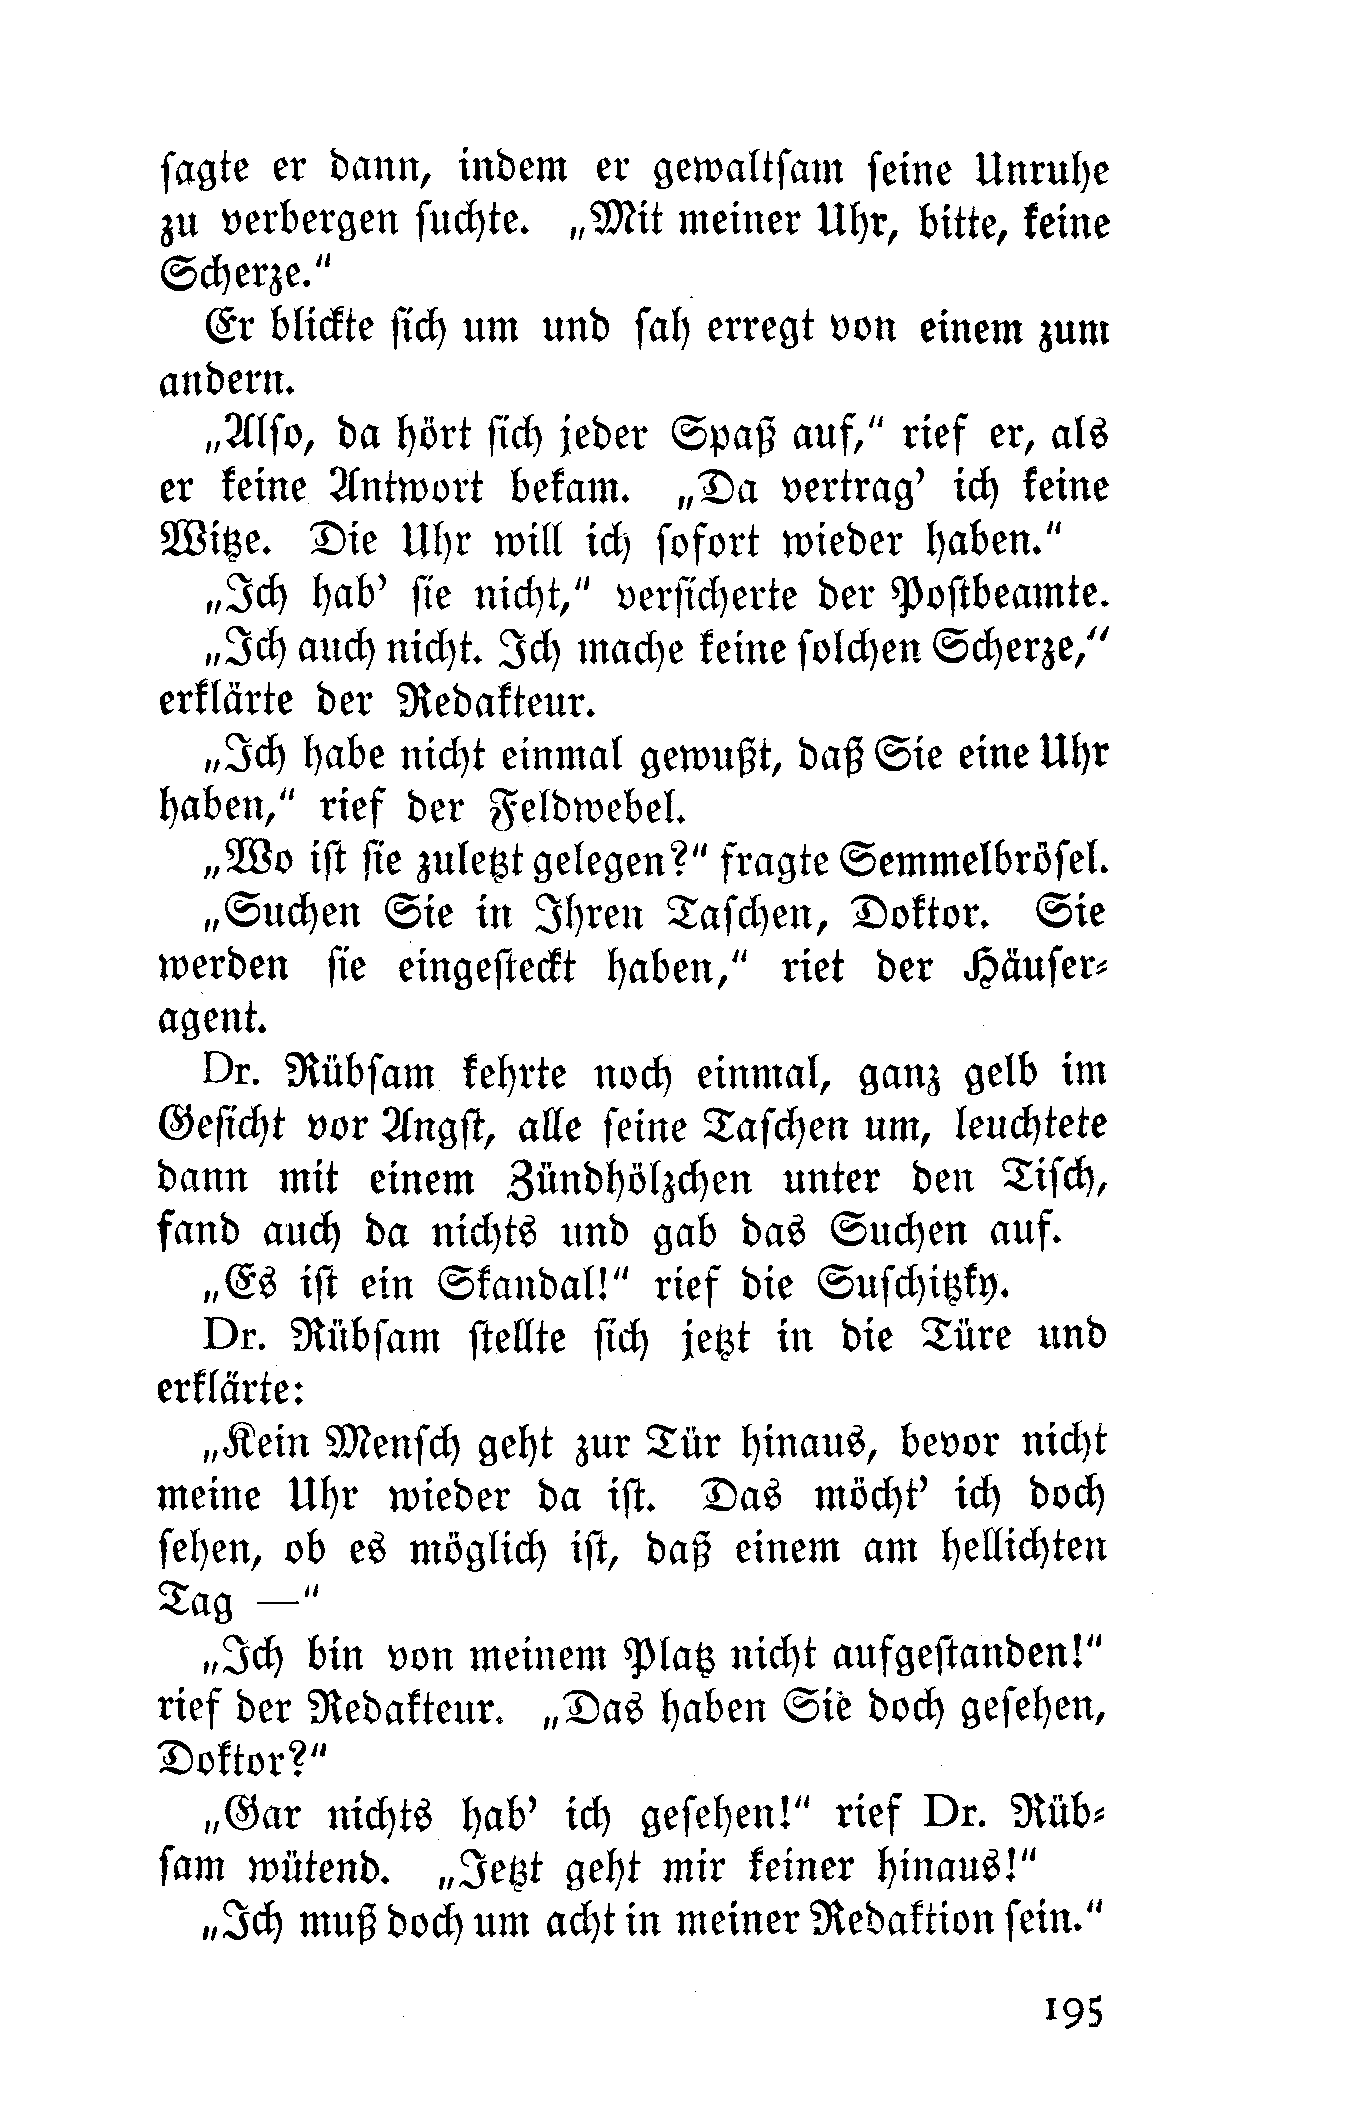 sagte er dann, indem er gewaltsam seine Unruhe
zu verbergen suchte. „Mit meiner Uhr, bitte, keine
Scherze.“
Er blickte sich um und sah erregt von einem zum
andern.
„Also, da hört sich jeder Spaß auf,“ rief er, als
er keine Antwort bekam. „Da vertrag’ ich keine
Witze. Die Uhr will ich sofort wieder haben.“
„Ich hab’ sie nicht,“ versicherte der Postbeamte.
„Ich auch nicht. Ich mache keine solchen Scherze,“
erklärte der Redakteur.
„Ich habe nicht einmal gewußt, daß Sie eine Uhr
haben,“ rief der Feldwebel.
„Wo ist sie zuletzt gelegen?“ fragte Semmelbrösel.
„Suchen Sie in Ihren Taschen, Doktor. Sie
werden sie eingesteckt haben,“ riet der Häuser-
agent.
Dr. Rübsam kehrte noch einmal, ganz gelb im
Gesicht vor Angst, alle seine Taschen um, leuchtete
dann mit einem Zündhölzchen unter den Tisch,
fand auch da nichts und gab das Suchen auf.
„Es ist ein Skandal!“ rief die Suschitzky.
Dr. Rübsam stellte sich jetzt in die Türe und
erklärte:
„Kein Mensch geht zur Tür hinaus, bevor nicht
meine Uhr wieder da ist. Das möcht’ ich doch
sehen, ob es möglich ist, daß einem am hellichten
Tag —“
„Ich bin von meinem Platz nicht aufgestanden!“
rief der Redakteur. „Das haben Sie doch gesehen,
Doktor?“
„Gar nichts hab’ ich gesehen!“ rief Dr. Rüb-
sam wütend. „Jetzt geht mir keiner hinaus!“
„Ich muß doch um acht in meiner Redaktion sein.“
195